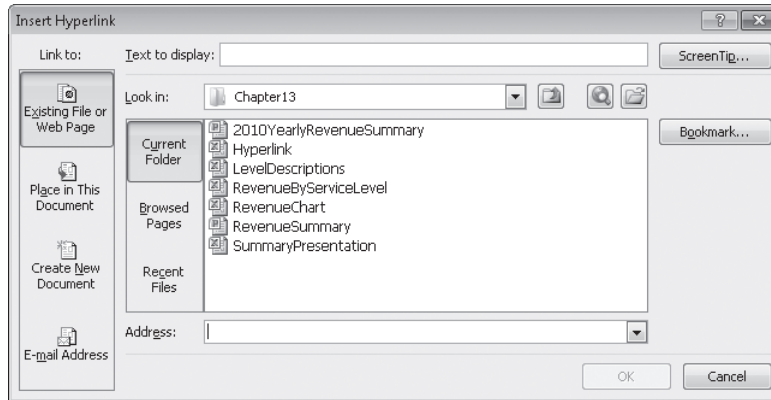 Insert Hyperlink
Link to:
Text to display:
ScreenTip...
Existing File or
Web Page
Look in:
Chapter13
Current
Folder
2010YearlyRevenueSummary
Hyperlink
LevelDescriptions
RevenueByServiceLevel
RevenueChart
RevenueSummary
SummaryPresentation
Bookmark...
Place in This
Document
Browsed
Pages
Create New
Document
Recent
Files
E-mail Address
Address:
OK
Cancel